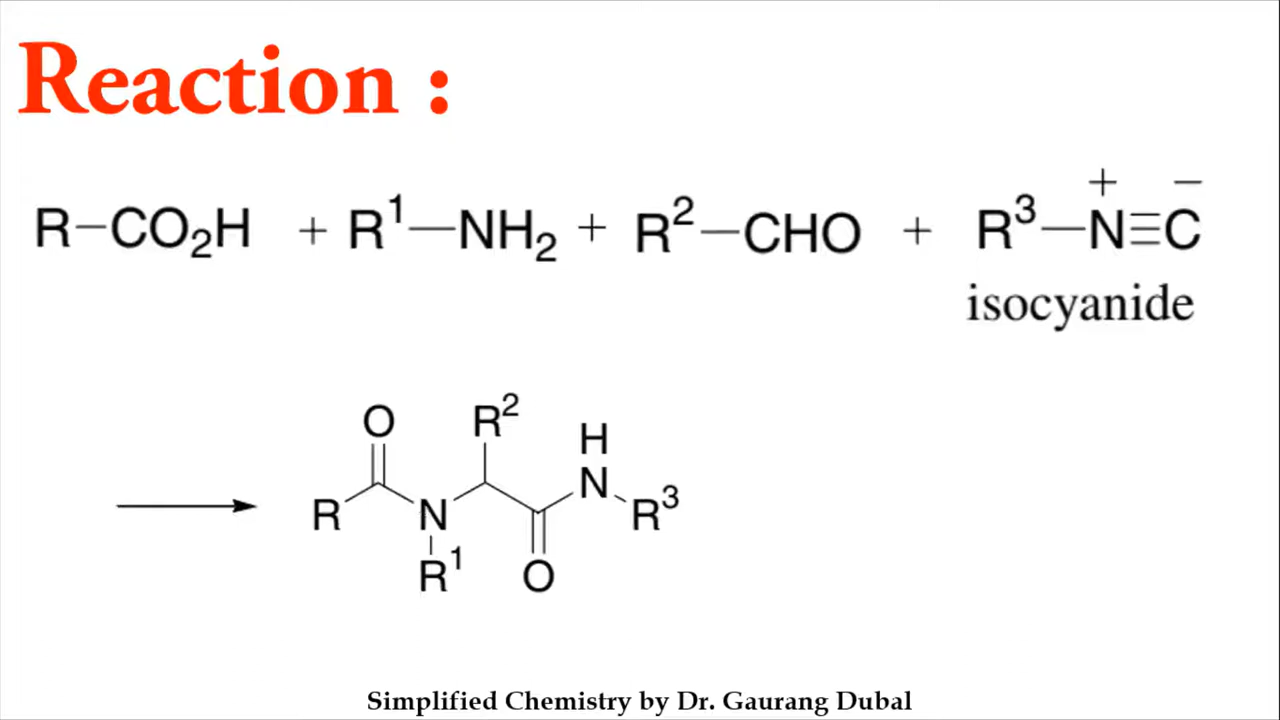 Reaction :
R–CO₂H + R¹—NH₂ + R²—CHO + R³—N≡C
+ −
isocyanide
O R² H
R N N R³
R¹ O
Simplified Chemistry by Dr. Gaurang Dubal